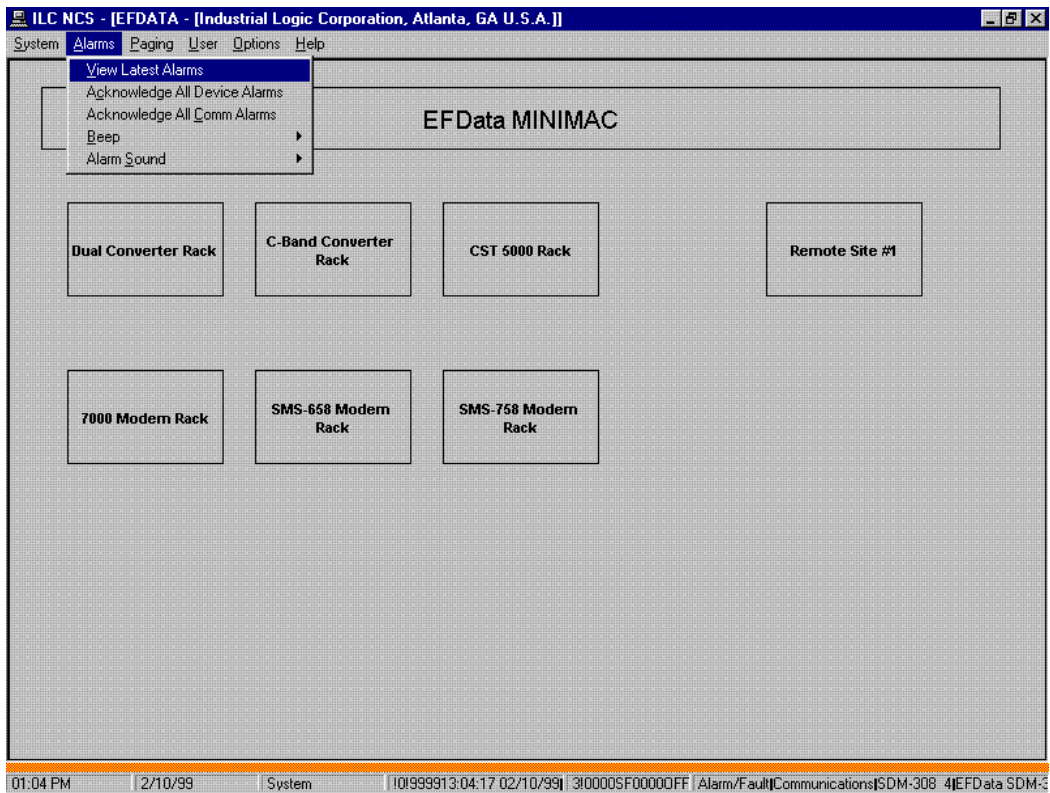 ILC NCS - [EFDATA - [Industrial Logic Corporation, Atlanta, GA U.S.A.]]
System Alarms Paging User Options Help
View Latest Alarms
Acknowledge All Device Alarms
Acknowledge All Comm Alarms
Beep
Alarm Sound
EFData MINIMAC
Dual Converter Rack
C-Band Converter
Rack
CST 5000 Rack
Remote Site #1
7000 Modem Rack
SMS-658 Modem
Rack
SMS-758 Modem
Rack
01:04 PM 2/10/99 System !0!999913:04:17 02/10/99| 3!0000SF00000FF Alarm/Fault|Communications|SDM-308 4|EFData SDM-3